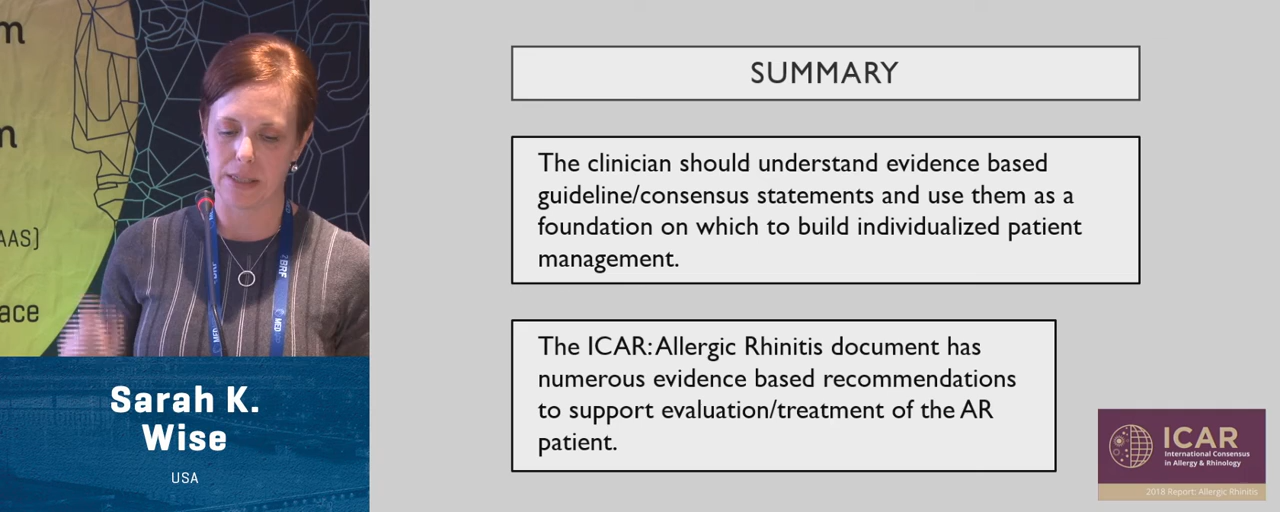 m
m
AAS)
ace
BRF
MED
Sarah K.
Wise
USA
SUMMARY
The clinician should understand evidence based
guideline/consensus statements and use them as a
foundation on which to build individualized patient
management.
The ICAR: Allergic Rhinitis document has
numerous evidence based recommendations
to support evaluation/treatment of the AR
patient.
ICAR
International Consensus
in Allergy & Rhinology
2018 Report: Allergic Rhinitis